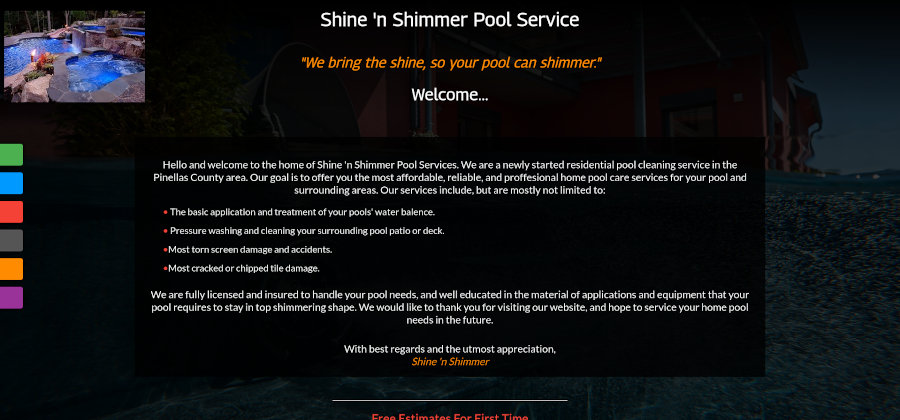 Shine 'n Shimmer Pool Service
"We bring the shine, so your pool can shimmer."
Welcome...
Hello and welcome to the home of Shine 'n Shimmer Pool Services. We are a newly started residential pool cleaning service in the
Pinellas County area. Our goal is to offer you the most affordable, reliable, and proffesional home pool care services for your pool and
surrounding areas. Our services include, but are mostly not limited to:
• The basic application and treatment of your pools' water balence.
• Pressure washing and cleaning your surrounding pool patio or deck.
•Most torn screen damage and accidents.
•Most cracked or chipped tile damage.
We are fully licensed and insured to handle your pool needs, and well educated in the material of applications and equipment that your
pool requires to stay in top shimmering shape. We would like to thank you for visiting our website, and hope to service your home pool
needs in the future.
With best regards and the utmost appreciation,
Shine 'n Shimmer
Free Estimates For First Time